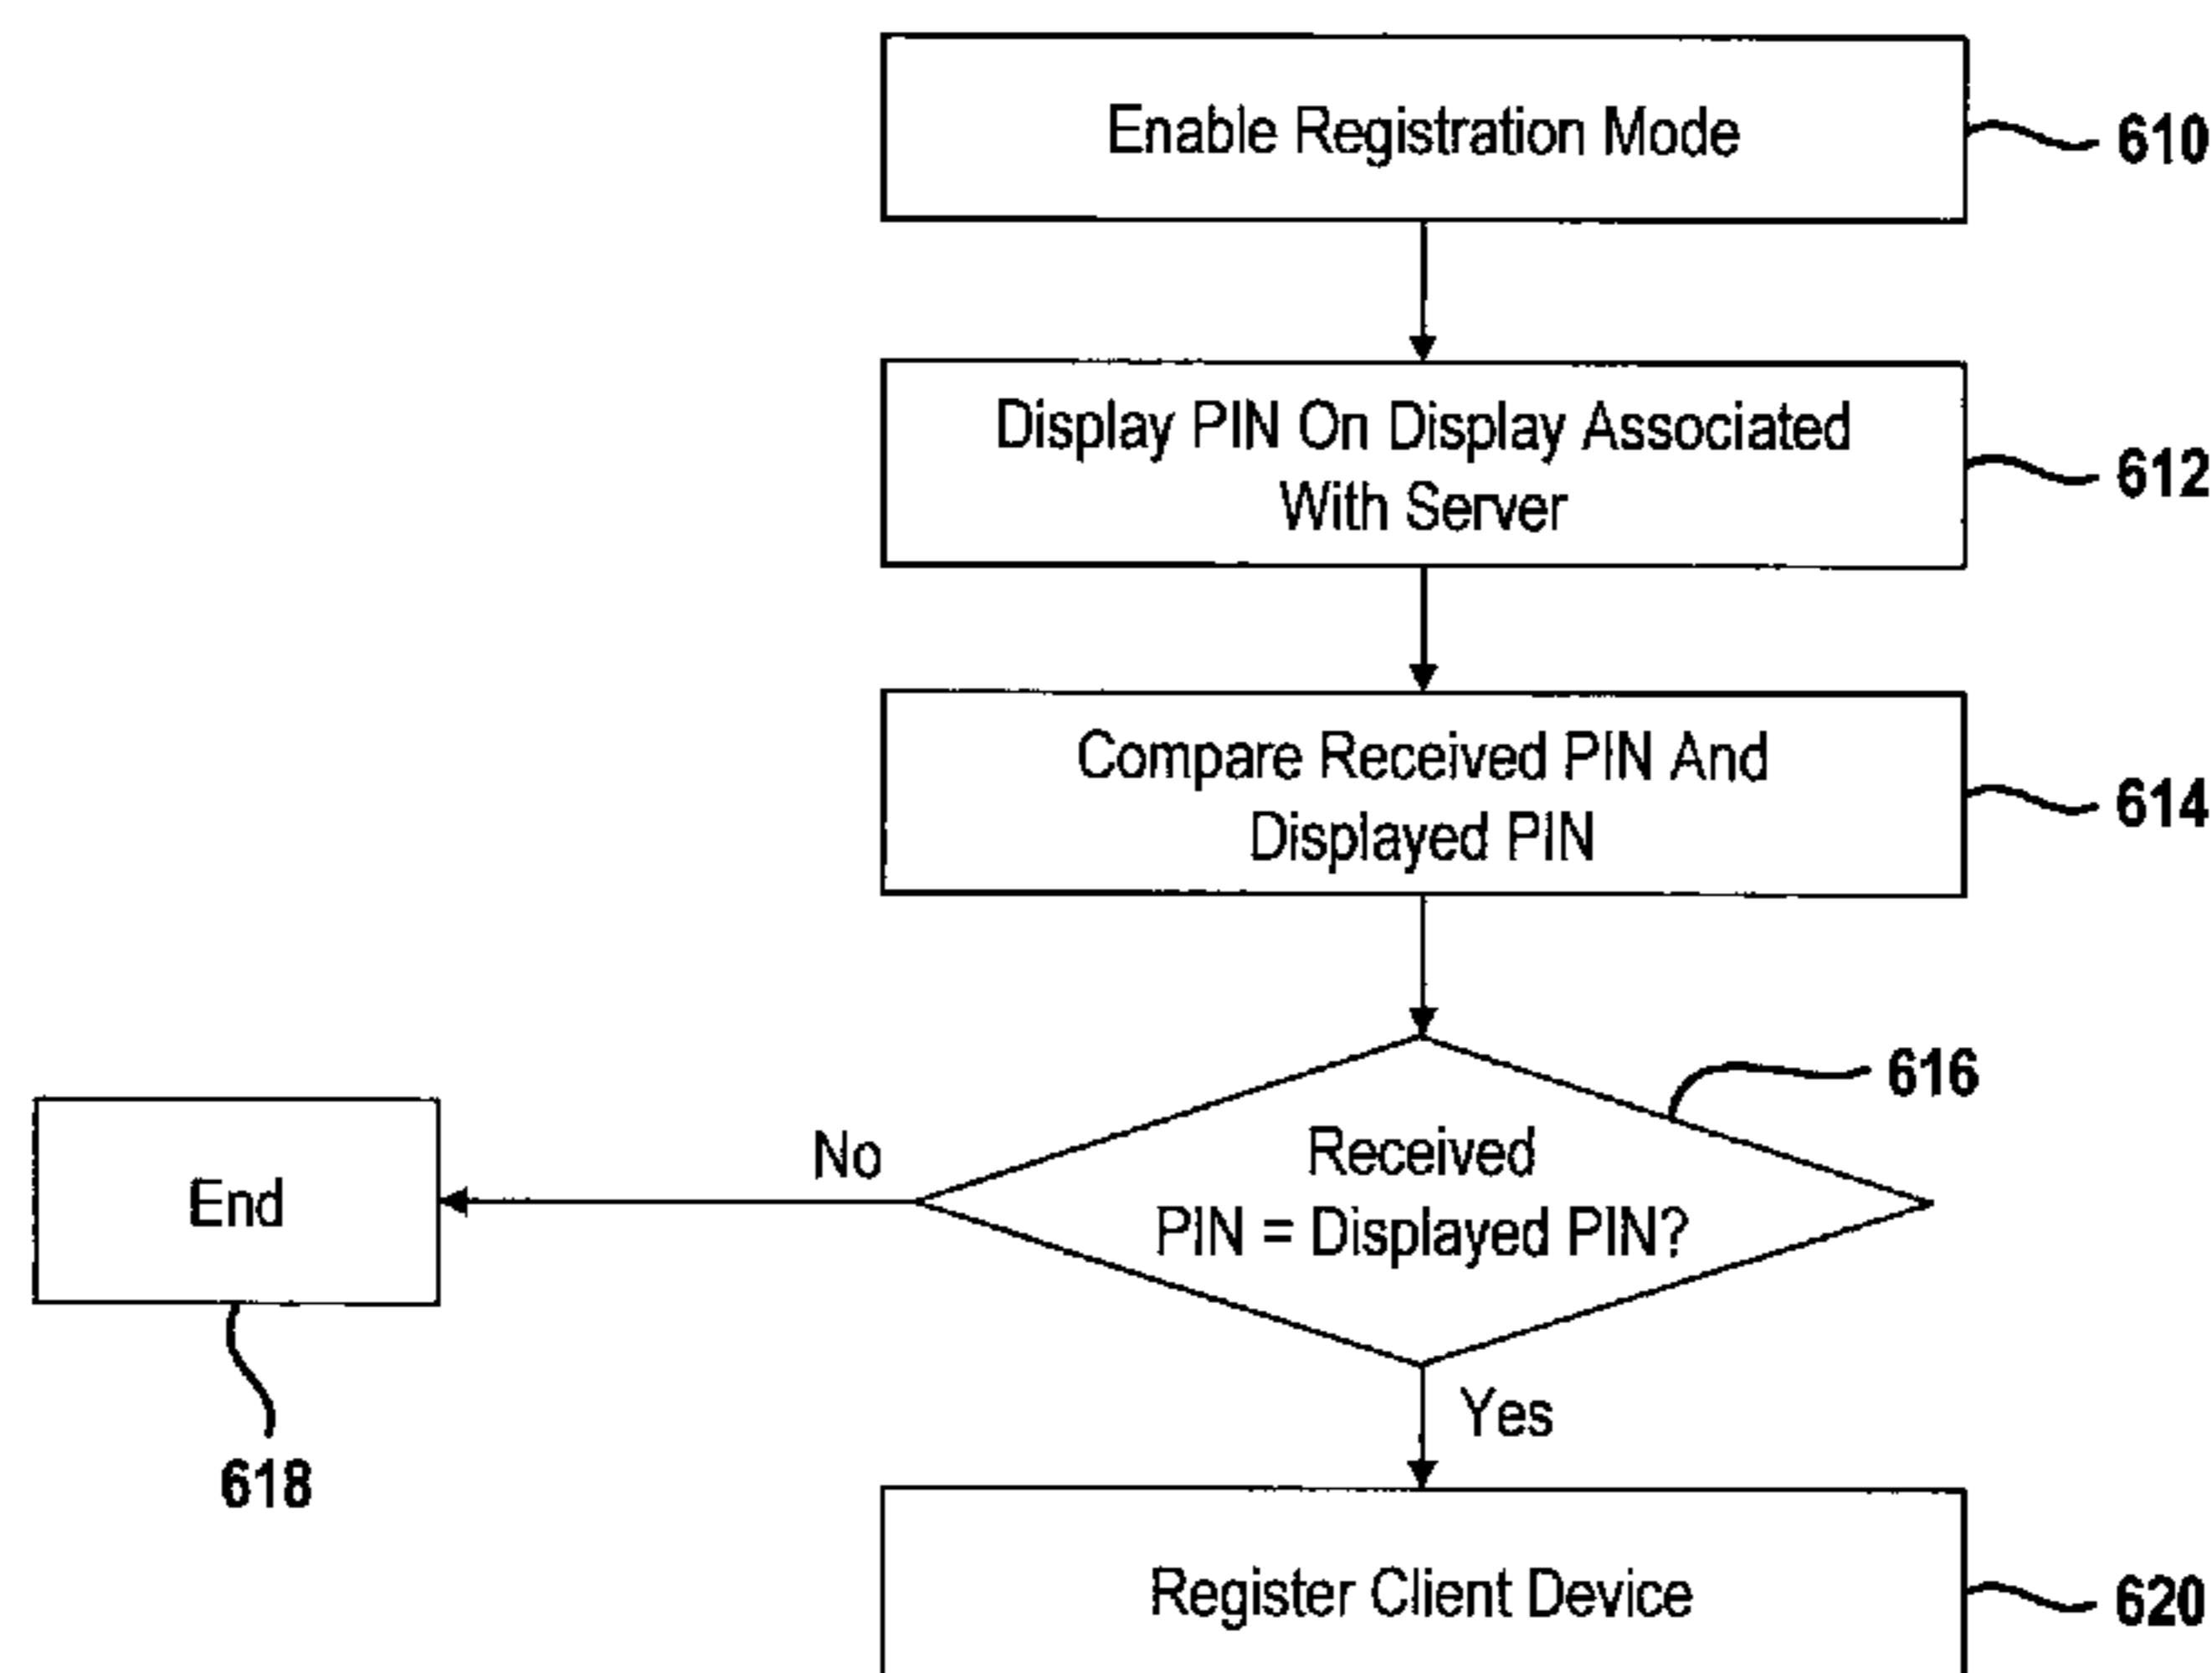 Enable Registration Mode
610
Display PIN On Display Associated
With Server
612
Compare Received PIN And
Displayed PIN
614
616
Received
PIN = Displayed PIN?
No
End
618
Yes
Register Client Device
620